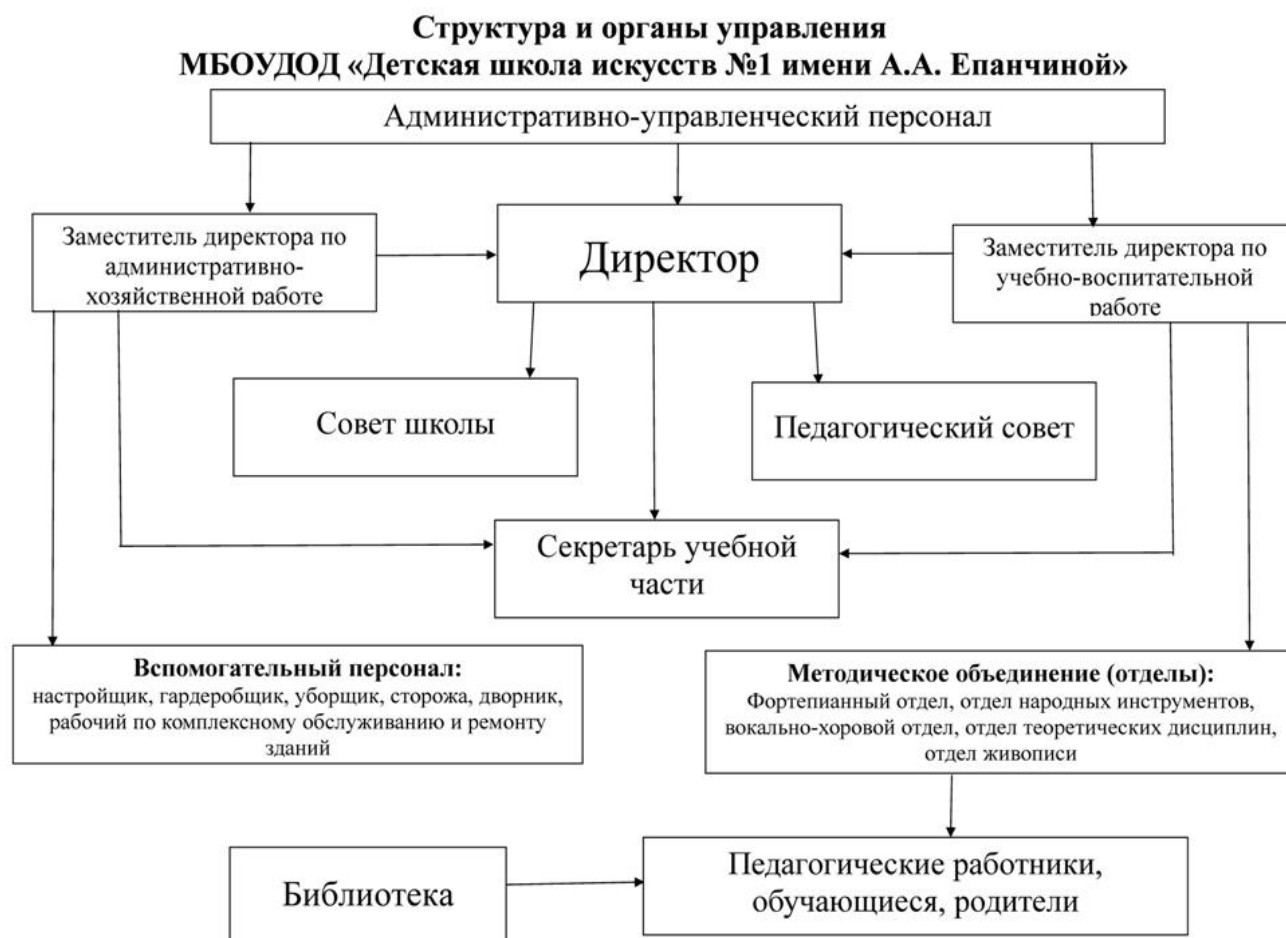 Структура и органы управления
МБОУДОД «Детская школа искусств №1 имени А.А. Епанчиной»
Административно-управленческий персонал
Заместитель директора по
административно-
хозяйственной работе
Директор
Заместитель директора по
учебно-воспитательной
работе
Совет школы
Педагогический совет
Секретарь учебной
части
Вспомогательный персонал:
настройщик, гардеробщик, уборщик, сторожа, дворник,
рабочий по комплексному обслуживанию и ремонту
зданий
Методическое объединение (отделы):
Фортепианный отдел, отдел народных инструментов,
вокально-хоровой отдел, отдел теоретических дисциплин,
отдел живописи
Библиотека
Педагогические работники,
обучающиеся, родители